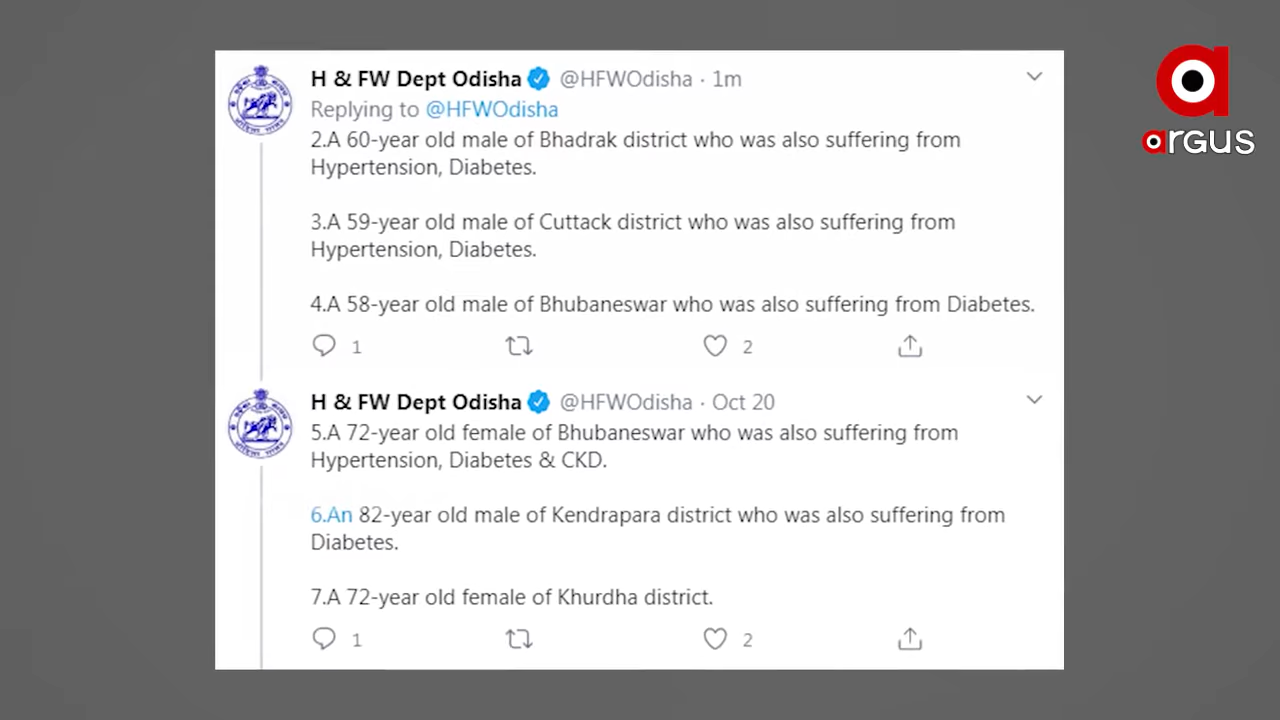 H & FW Dept Odisha @HFWOdisha · 1m
Replying to @HFWOdisha
2.A 60-year old male of Bhadrak district who was also suffering from
Hypertension, Diabetes.
3.A 59-year old male of Cuttack district who was also suffering from
Hypertension, Diabetes.
4.A 58-year old male of Bhubaneswar who was also suffering from Diabetes.
1 2
H & FW Dept Odisha @HFWOdisha · Oct 20
5.A 72-year old female of Bhubaneswar who was also suffering from
Hypertension, Diabetes & CKD.
6.An 82-year old male of Kendrapara district who was also suffering from
Diabetes.
7.A 72-year old female of Khurdha district.
1 2
argus